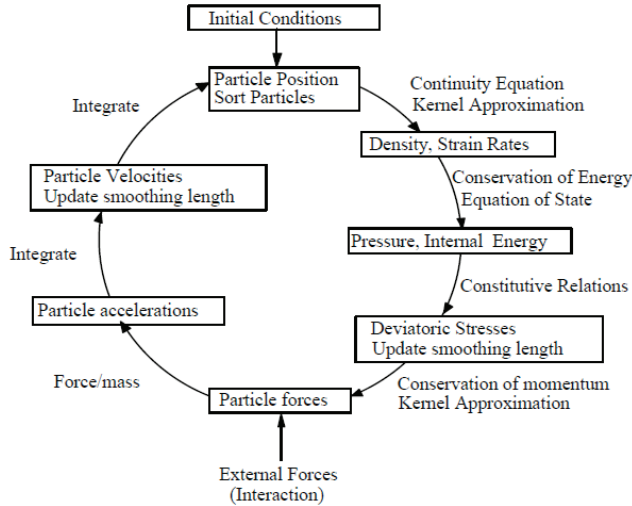 Initial Conditions
Particle Position
Sort Particles
Integrate
Continuity Equation
Kernel Approximation
Density, Strain Rates
Particle Velocities
Update smoothing length
Conservation of Energy
Equation of State
Pressure, Internal Energy
Integrate
Constitutive Relations
Particle accelerations
Deviatoric Stresses
Update smoothing length
Force/mass
Conservation of momentum
Kernel Approximation
Particle forces
External Forces
(Interaction)